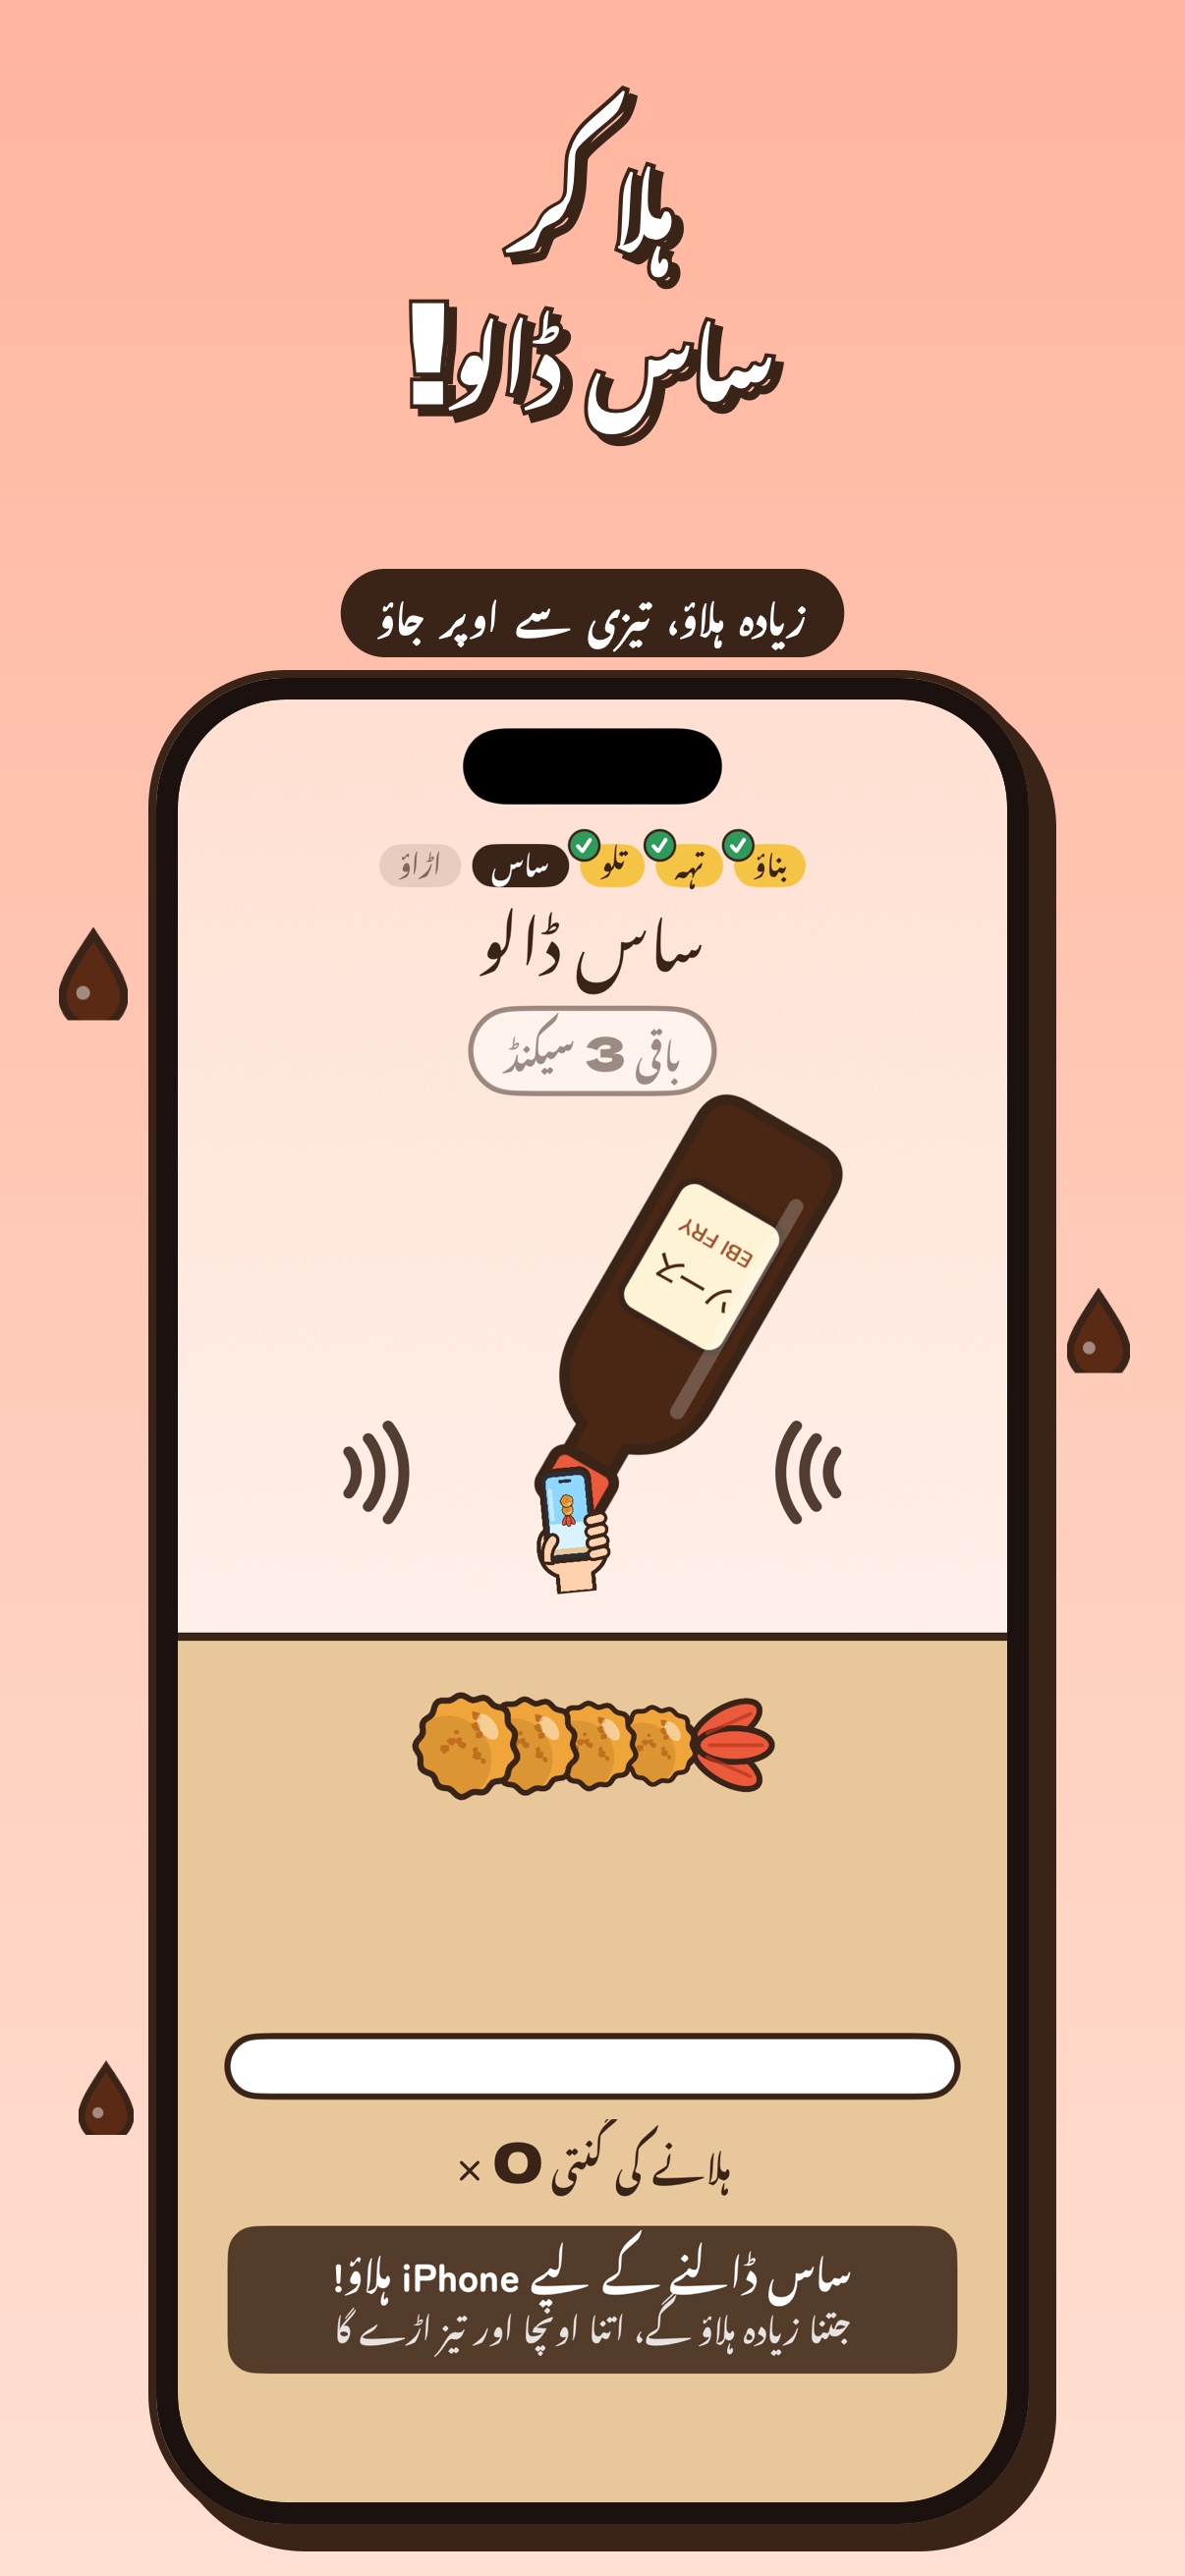 ہلا کر
ساس ڈالو!
زیادہ ہلاؤ، تیزی سے اوپر جاؤ
بناؤ تہہ تلو ساس اڑاؤ
ساس ڈالو
باقی 3 سیکنڈ
ソース
EBI FRY
ہلانے کی گنتی 0 ×
ساس ڈالنے کے لیے iPhone ہلاؤ!
جتنا زیادہ ہلاؤ گے، اتنا اونچا اور تیز اڑے گا